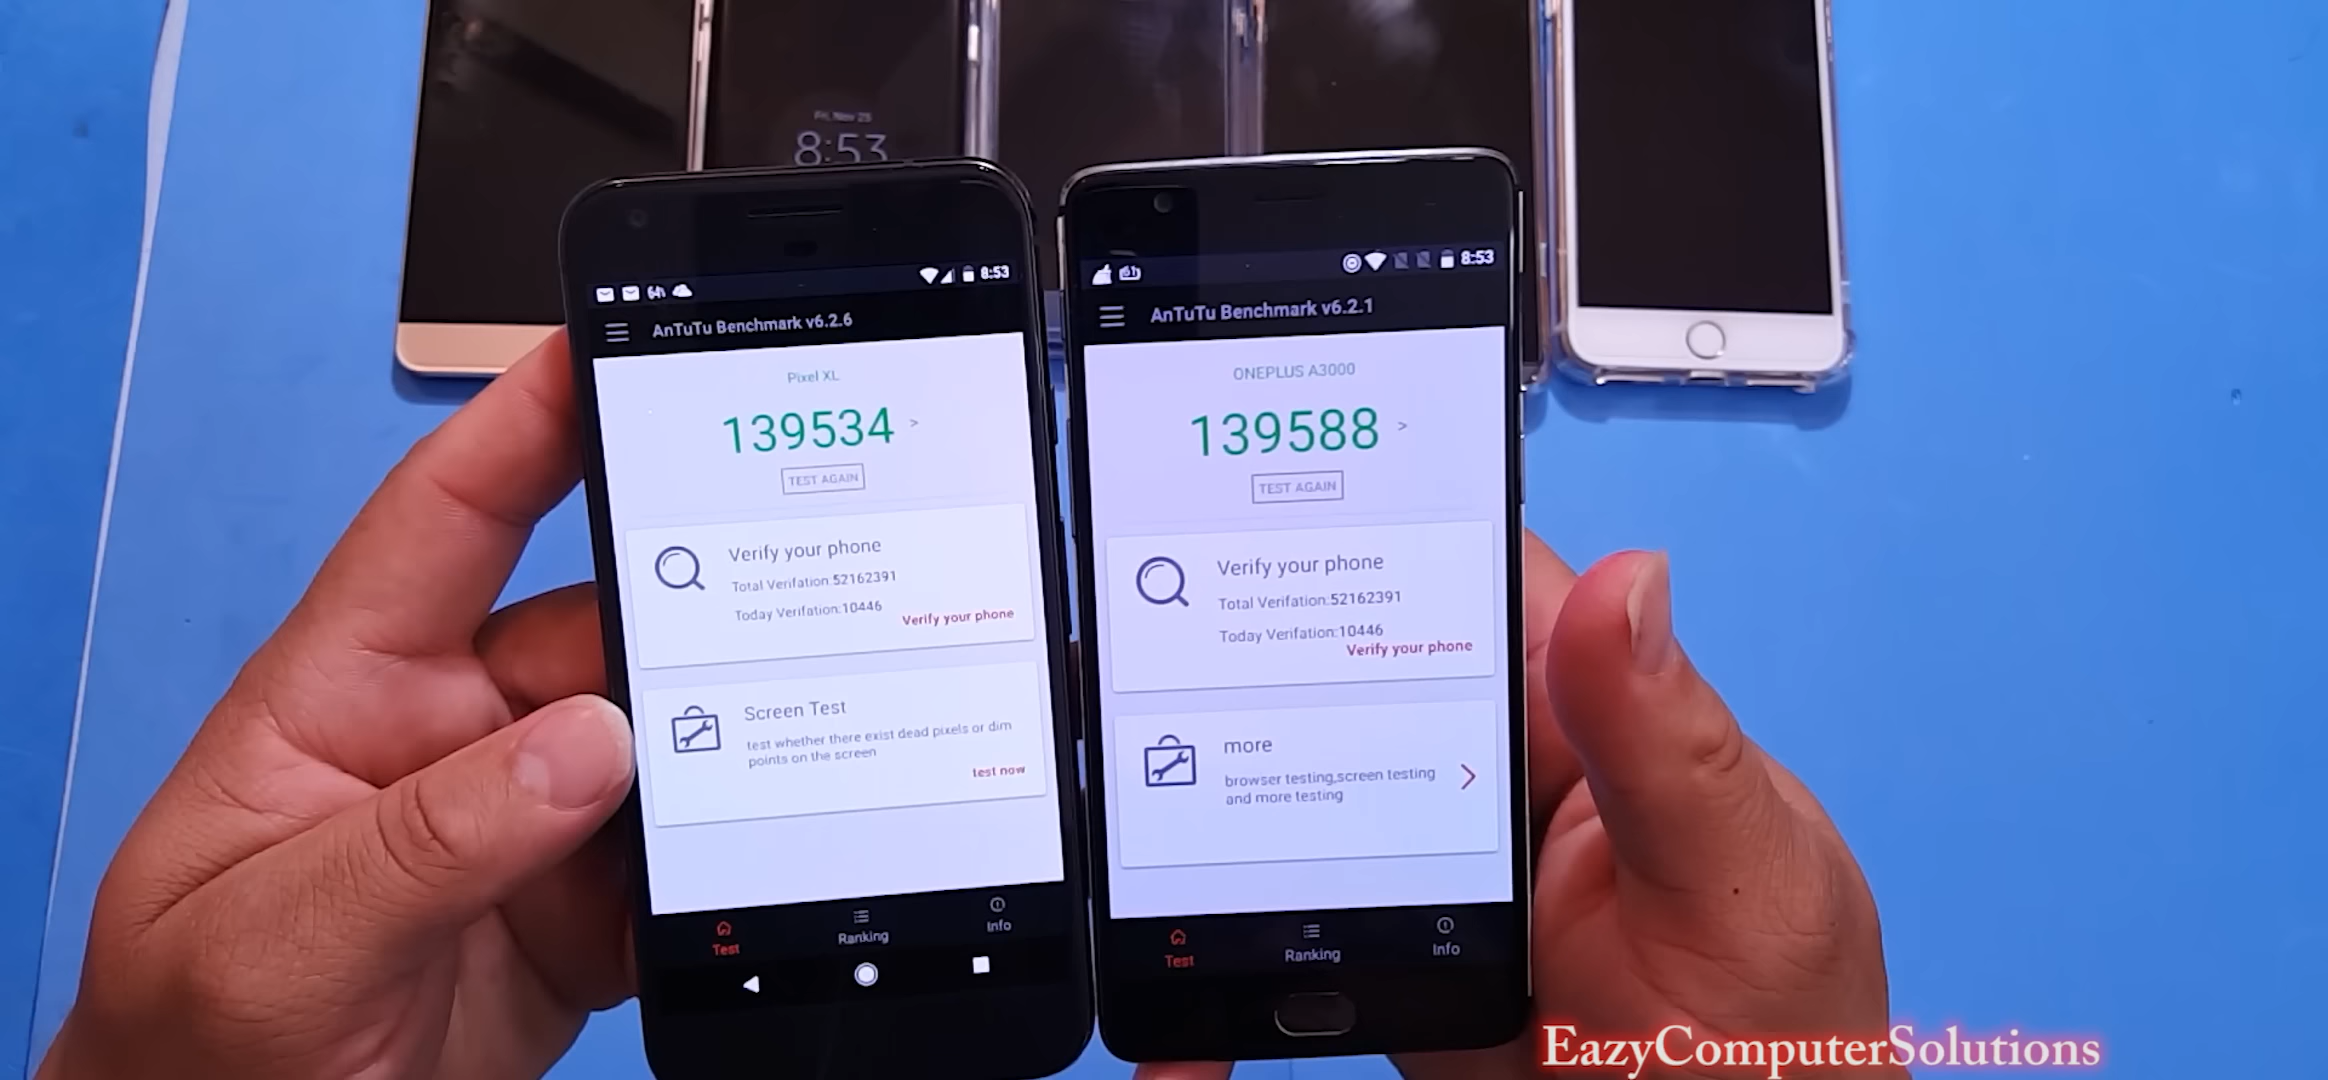 Fri, Nov 25
8:53
8:53
AnTuTu Benchmark v6.2.6
Pixel XL
139534 >
TEST AGAIN
Verify your phone
Total Verifation:52162391
Today Verifation:10446
Verify your phone
Screen Test
test whether there exist dead pixels or dim
points on the screen
test now
Test
Ranking
Info
8:53
AnTuTu Benchmark v6.2.1
ONEPLUS A3000
139588 >
TEST AGAIN
Verify your phone
Total Verifation:52162391
Today Verifation:10446
Verify your phone
more
browser testing,screen testing
and more testing
Test
Ranking
Info
EazyComputerSolutions